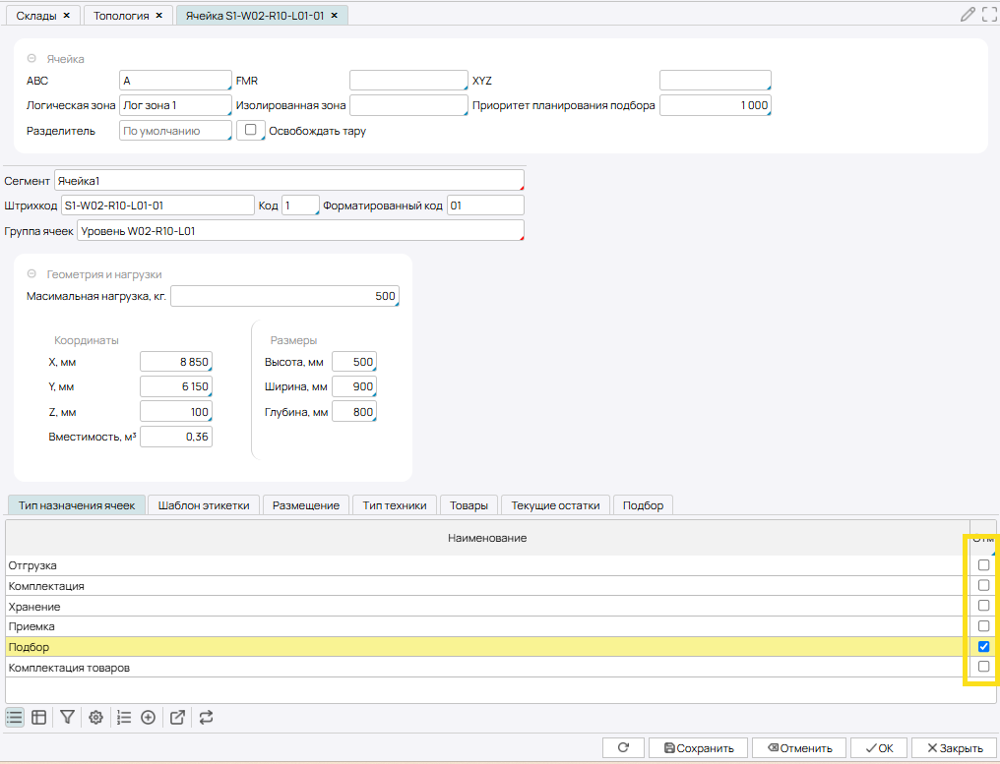 Склады × Топология × Ячейка S1-W02-R10-L01-01 ×
Ячейка
ABC A FMR XYZ
Логическая зона Лог зона 1 Изолированная зона Приоритет планирования подбора 1 000
Разделитель По умолчанию Освобождать тару
Сегмент Ячейка1
Штрихкод S1-W02-R10-L01-01 Код 1 Форматированный код 01
Группа ячеек Уровень W02-R10-L01
Геометрия и нагрузки
Масимальная нагрузка, кг. 500
Координаты Размеры
X, мм 8 850 Высота, мм 500
Y, мм 6 150 Ширина, мм 900
Z, мм 100 Глубина, мм 800
Вместимость, м³ 0,36
Тип назначения ячеек Шаблон этикетки Размещение Тип техники Товары Текущие остатки Подбор
Наименование Отм
Отгрузка
Комплектация
Хранение
Приемка
Подбор
Комплектация товаров
Сохранить Отменить OK Закрыть